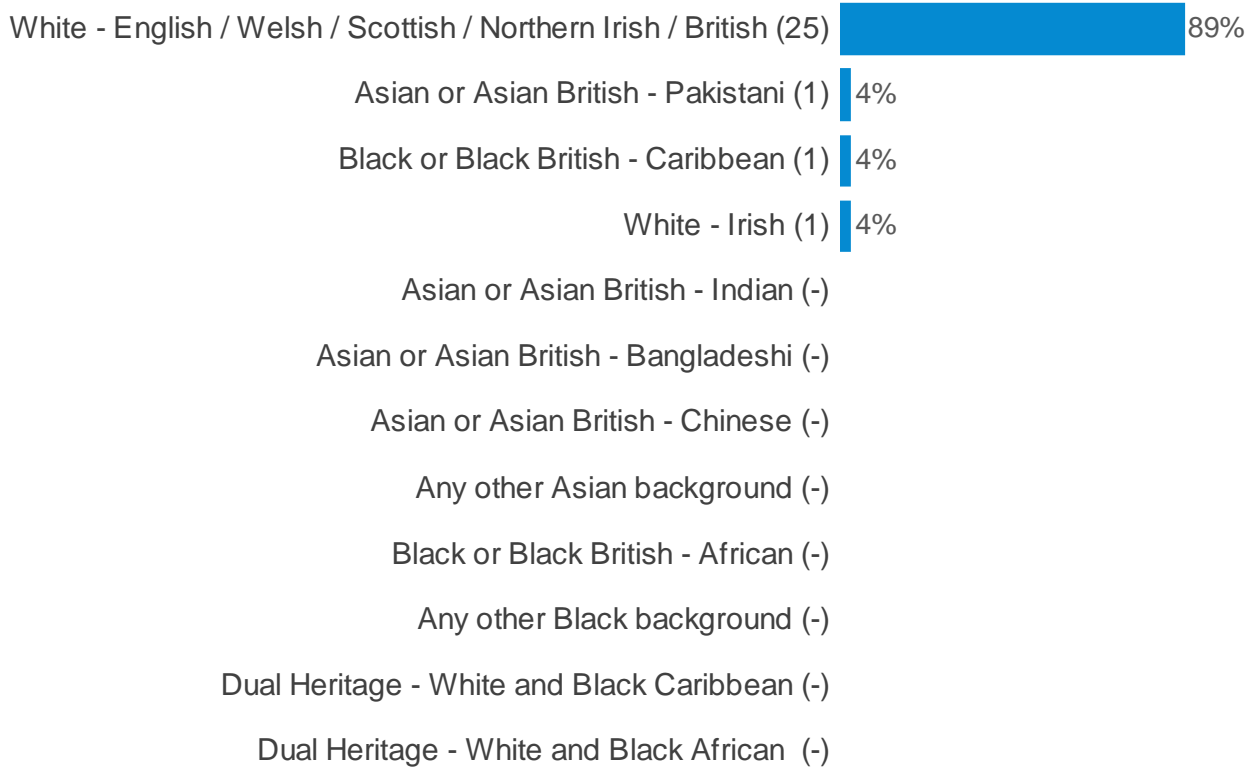 White - English / Welsh / Scottish / Northern Irish / British (25) 89%
Asian or Asian British - Pakistani (1) 4%
Black or Black British - Caribbean (1) 4%
White - Irish (1) 4%
Asian or Asian British - Indian (-)
Asian or Asian British - Bangladeshi (-)
Asian or Asian British - Chinese (-)
Any other Asian background (-)
Black or Black British - African (-)
Any other Black background (-)
Dual Heritage - White and Black Caribbean (-)
Dual Heritage - White and Black African  (-)